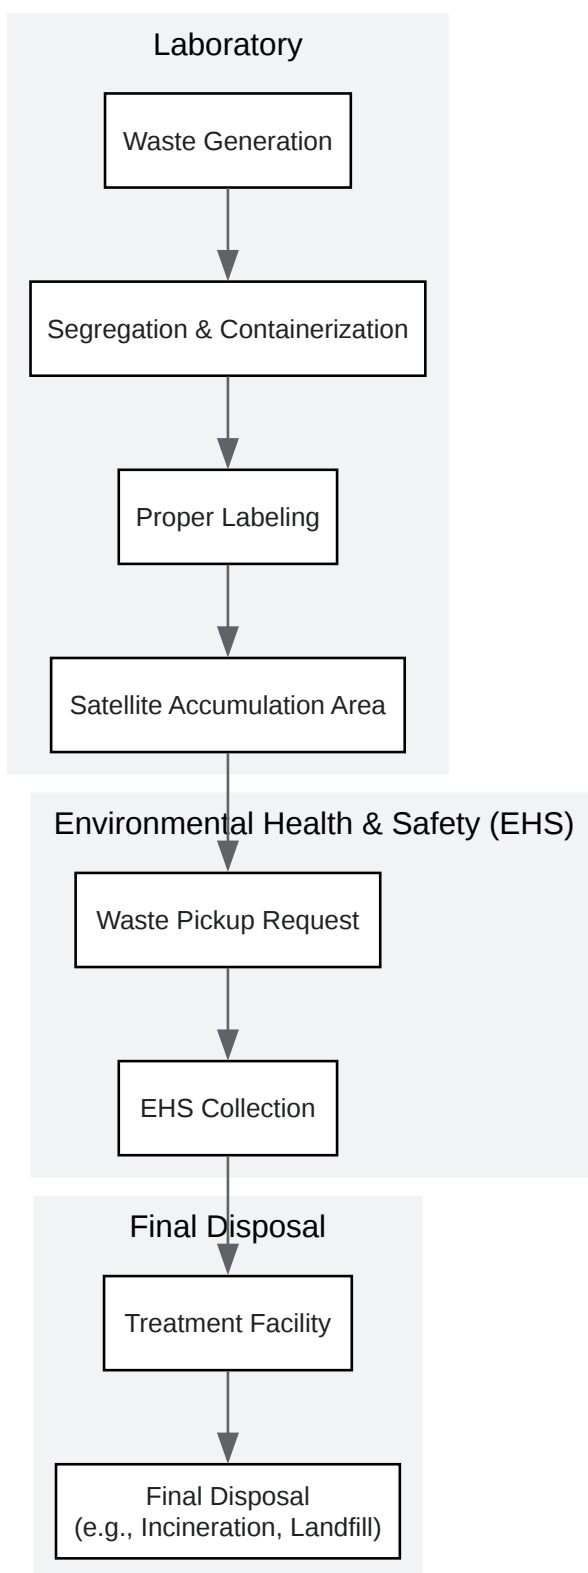 Laboratory
Waste Generation
Segregation & Containerization
Proper Labeling
Satellite Accumulation Area
Environmental Health & Safety (EHS)
Waste Pickup Request
EHS Collection
Final Disposal
Treatment Facility
Final Disposal
(e.g., Incineration, Landfill)